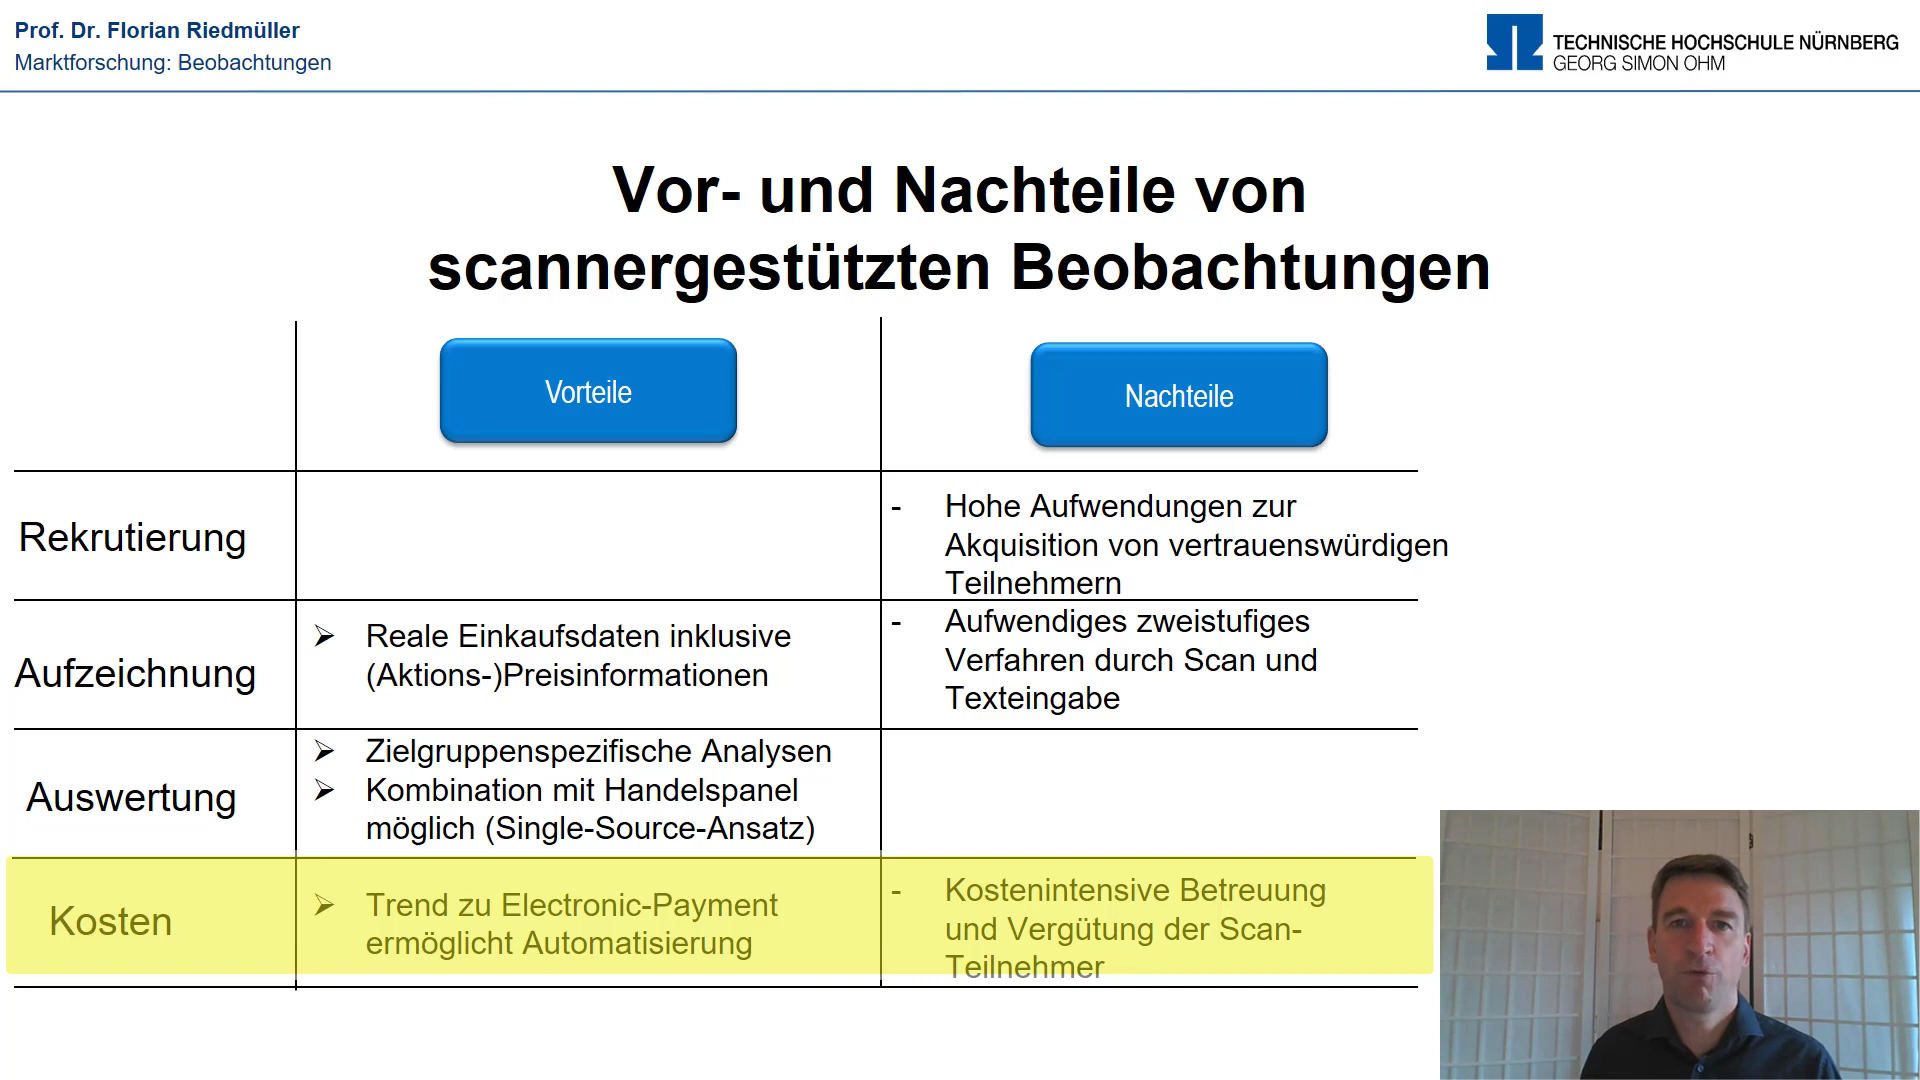 Prof. Dr. Florian Riedmüller
Marktforschung: Beobachtungen
TECHNISCHE HOCHSCHULE NÜRNBERG
GEORG SIMON OHM
Vor- und Nachteile von
scannergestützten Beobachtungen
Vorteile
Nachteile
Rekrutierung
- Hohe Aufwendungen zur
Akquisition von vertrauenswürdigen
Teilnehmern
Aufzeichnung
➢ Reale Einkaufsdaten inklusive
(Aktions-)Preisinformationen
- Aufwendiges zweistufiges
Verfahren durch Scan und
Texteingabe
Auswertung
➢ Zielgruppenspezifische Analysen
➢ Kombination mit Handelspanel
möglich (Single-Source-Ansatz)
Kosten
➢ Trend zu Electronic-Payment
ermöglicht Automatisierung
- Kostenintensive Betreuung
und Vergütung der Scan-
Teilnehmer